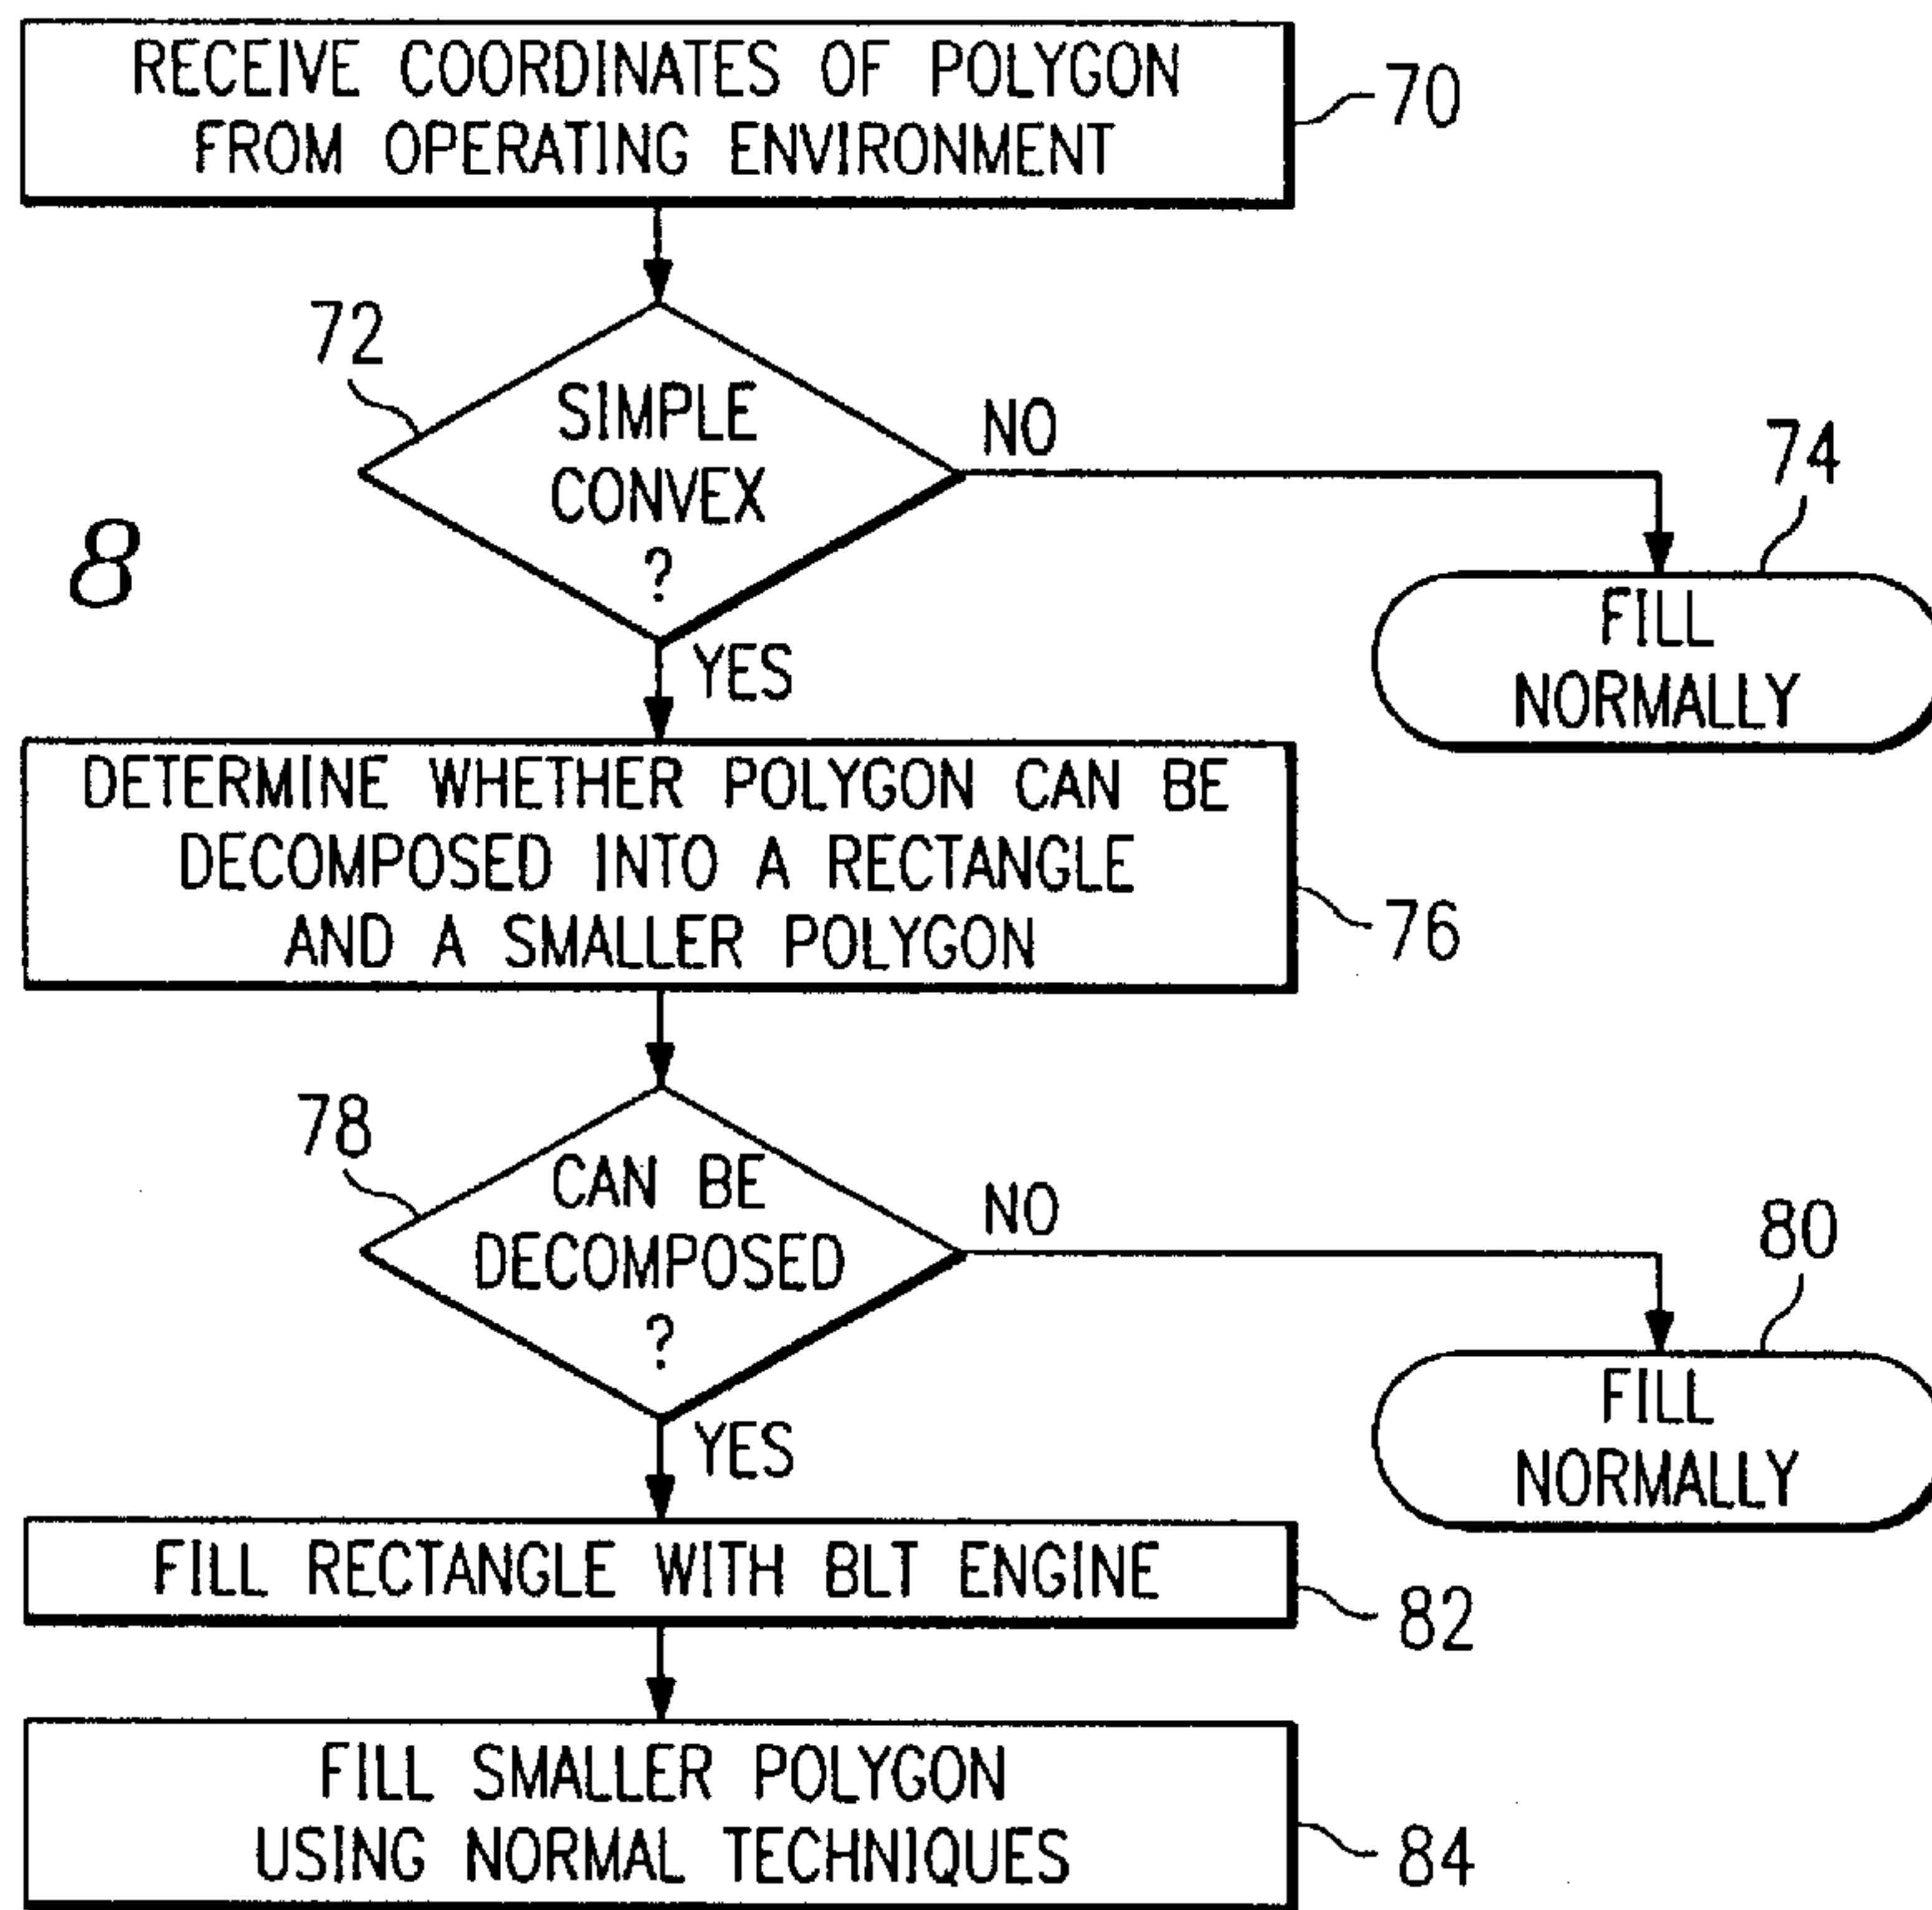 RECEIVE COORDINATES OF POLYGON
FROM OPERATING ENVIRONMENT
70
72
SIMPLE
CONVEX
?
NO
74
8
FILL
NORMALLY
YES
DETERMINE WHETHER POLYGON CAN BE
DECOMPOSED INTO A RECTANGLE
AND A SMALLER POLYGON
76
78
CAN BE
DECOMPOSED
?
NO
80
FILL
NORMALLY
YES
FILL RECTANGLE WITH BLT ENGINE
82
FILL SMALLER POLYGON
USING NORMAL TECHNIQUES
84